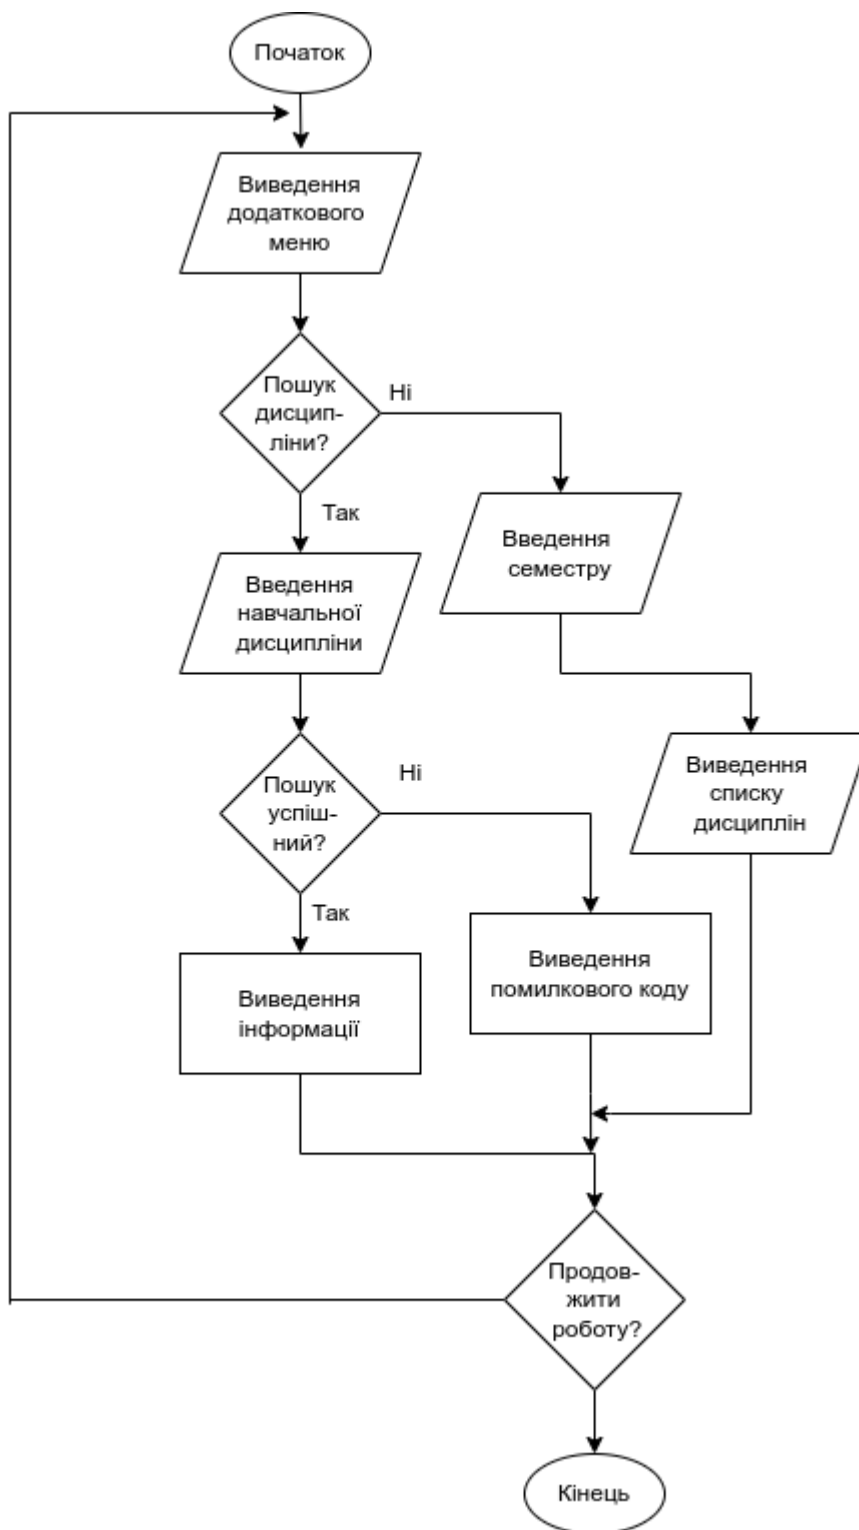 Початок
Виведення
додаткового
меню
Пошук
дисцип-
ліни?
Ні
Так
Введення
семестру
Введення
навчальної
дисципліни
Пошук
успіш-
ний?
Ні
Виведення
списку
дисциплін
Так
Виведення
інформації
Виведення
помилкового коду
Продов-
жити
роботу?
Кінець